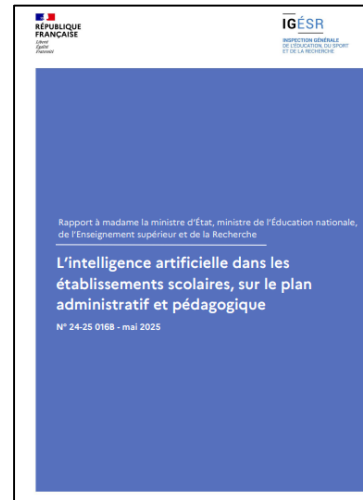 RÉPUBLIQUE
FRANÇAISE
Liberté
Égalité
Fraternité
IGÉSR
INSPECTION GÉNÉRALE
DE L'ÉDUCATION, DU SPORT
ET DE LA RECHERCHE
Rapport à madame la ministre d'État, ministre de l'Éducation nationale,
de l'Enseignement supérieur et de la Recherche
L'intelligence artificielle dans les
établissements scolaires, sur le plan
administratif et pédagogique
N° 24-25 016B - mai 2025